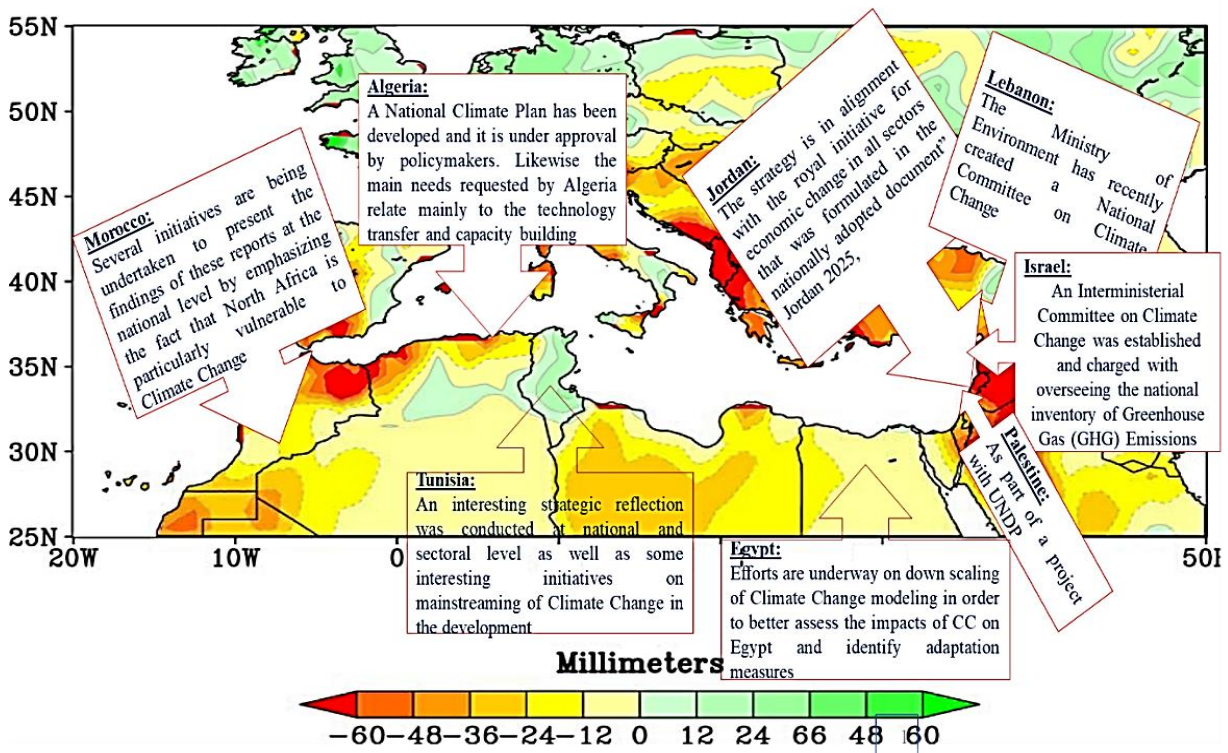 55N
50N
45N
40N
35N
30N
25N
20W
10W
0
50E
Morocco:
Several initiatives are being
undertaken to present the
findings of these reports at the
national level by emphasizing
the fact that North Africa is
particularly vulnerable to
Climate Change
Algeria:
A National Climate Plan has been
developed and it is under approval
by policymakers. Likewise the
main needs requested by Algeria
relate mainly to the technology
transfer and capacity building
Jordan:
The strategy is in alignment
with the royal initiative for
economic change in all sectors
that was formulated in the
nationally adopted document”
Jordan 2025,
Lebanon:
The Ministry of
Environment has recently
created a National
Committee on Climate
Change
Israel:
An Interministerial
Committee on Climate
Change was established
and charged with
overseeing the national
inventory of Greenhouse
Gas (GHG) Emissions
Palestine:
As part of a project
with UNDP
Tunisia:
An interesting strategic reflection
was conducted at national and
sectoral level as well as some
interesting initiatives on
mainstreaming of Climate Change in
the development
Egypt:
Efforts are underway on down scaling
of Climate Change modeling in order
to better assess the impacts of CC on
Egypt and identify adaptation
measures
Millimeters
-60 -48 -36 -24 -12 0 12 24 66 48 60